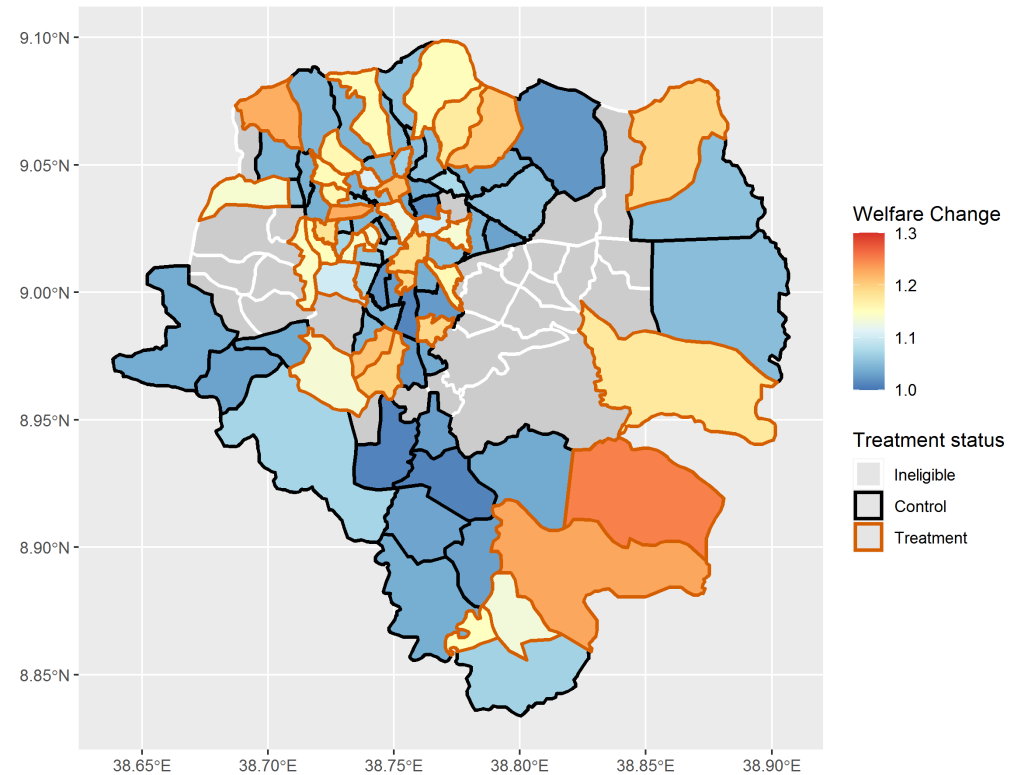 9.10°N
9.05°N
9.00°N
8.95°N
8.90°N
8.85°N
38.65°E
38.70°E
38.75°E
38.80°E
38.85°E
38.90°E
Welfare Change
1.3
1.2
1.1
1.0
Treatment status
Ineligible
Control
Treatment